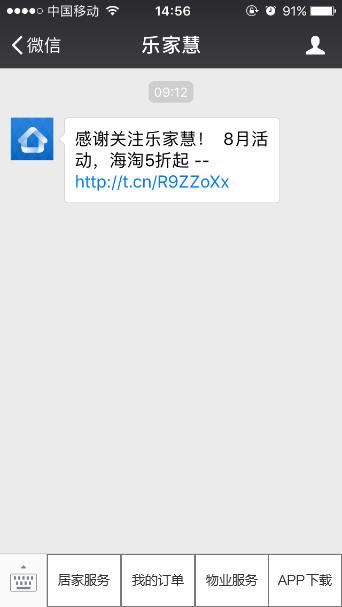 中国移动 14:56 91%
微信 乐家慧
09:12
感谢关注乐家慧！ 8月活
动，海淘5折起 --
http://t.cn/R9ZZoXx
居家服务 我的订单 物业服务 APP下载